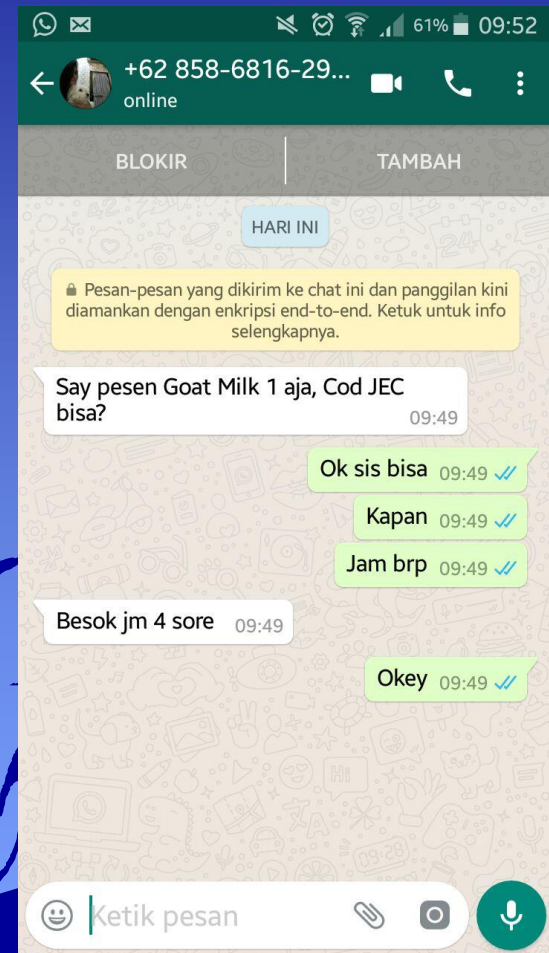 61% 09:52
+62 858-6816-29...
online
BLOKIR TAMBAH
HARI INI
Pesan-pesan yang dikirim ke chat ini dan panggilan kini
diamankan dengan enkripsi end-to-end. Ketuk untuk info
selengkapnya.
Say pesen Goat Milk 1 aja, Cod JEC
bisa? 09:49
Ok sis bisa 09:49
Kapan 09:49
Jam brp 09:49
Besok jm 4 sore 09:49
Okey 09:49
Ketik pesan